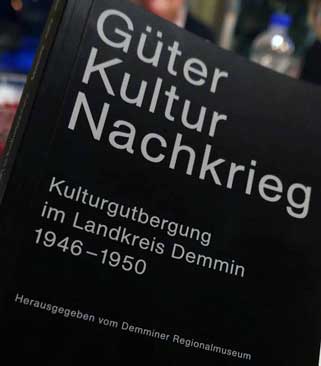 Güter
Kultur
Nachkrieg
Kulturgutbergung
im Landkreis Demmin
1946–1950
Herausgegeben vom Demminer Regionalmuseum